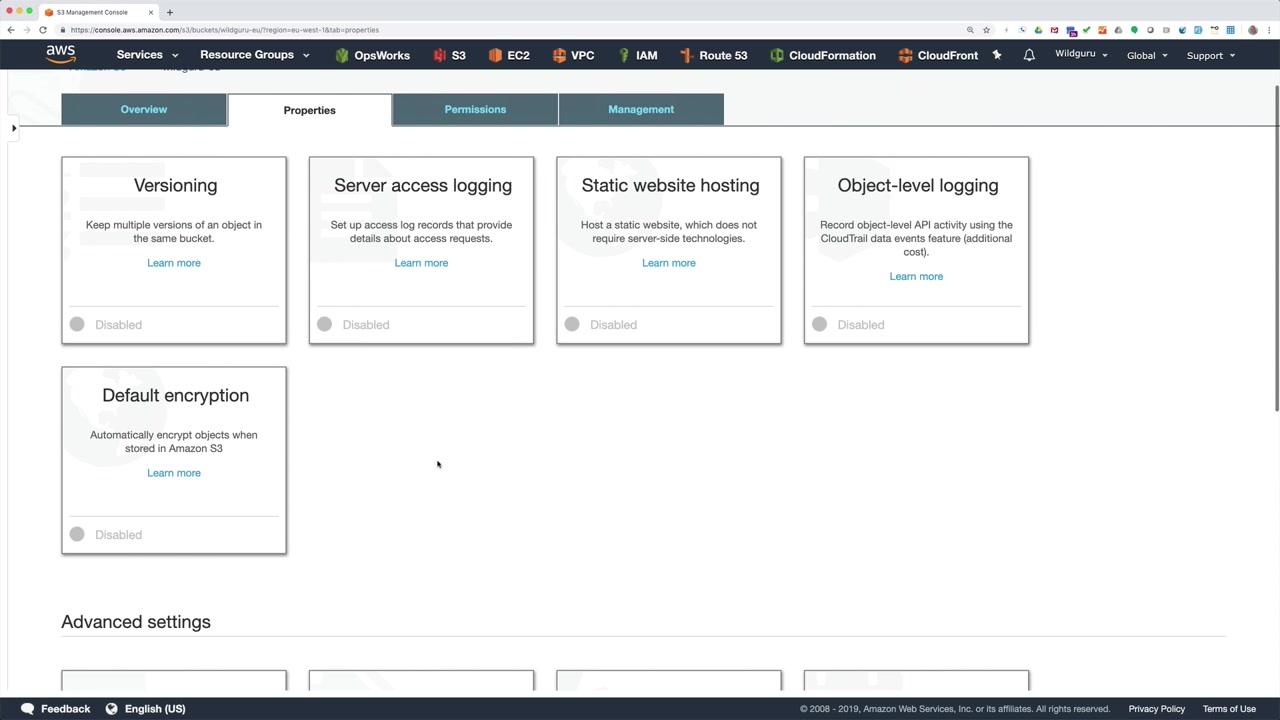 S3 Management Console
https://console.aws.amazon.com/s3/buckets/wildguru-eu/?region=eu-west-1&tab=properties
aws Services Resource Groups OpsWorks S3 EC2 VPC IAM Route 53 CloudFormation CloudFront Wildguru Global Support
Overview Properties Permissions Management
Versioning
Keep multiple versions of an object in
the same bucket.
Learn more
Disabled
Server access logging
Set up access log records that provide
details about access requests.
Learn more
Disabled
Static website hosting
Host a static website, which does not
require server-side technologies.
Learn more
Disabled
Object-level logging
Record object-level API activity using the
CloudTrail data events feature (additional
cost).
Learn more
Disabled
Default encryption
Automatically encrypt objects when
stored in Amazon S3
Learn more
Disabled
Advanced settings
Feedback English (US) © 2008 - 2019, Amazon Web Services, Inc. or its affiliates. All rights reserved. Privacy Policy Terms of Use